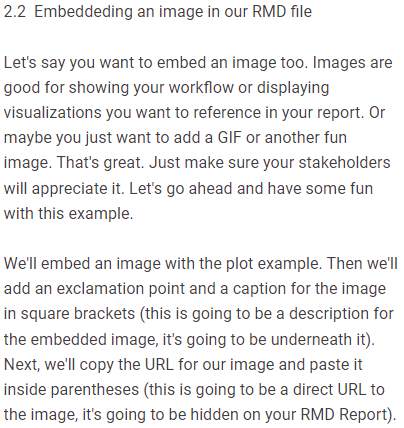 2.2  Embeddeding an image in our RMD file
Let's say you want to embed an image too. Images are
good for showing your workflow or displaying
visualizations you want to reference in your report. Or
maybe you just want to add a GIF or another fun
image. That's great. Just make sure your stakeholders
will appreciate it. Let's go ahead and have some fun
with this example.
We'll embed an image with the plot example. Then we'll
add an exclamation point and a caption for the image
in square brackets (this is going to be a description for
the embedded image, it's going to be underneath it).
Next, we'll copy the URL for our image and paste it
inside parentheses (this is going to be a direct URL to
the image, it's going to be hidden on your RMD Report).